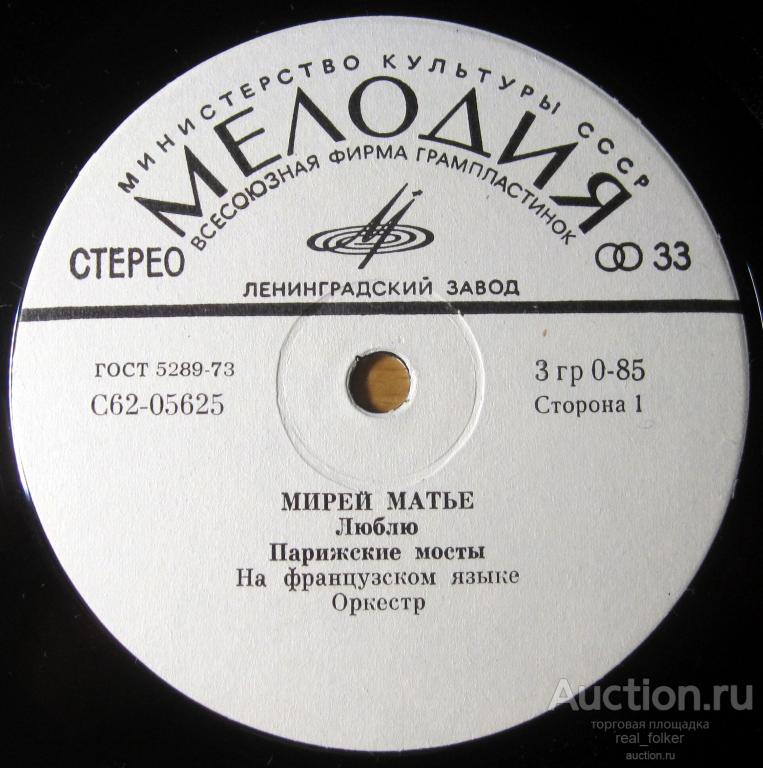 МИНИСТЕРСТВО КУЛЬТУРЫ СССР
МЕЛОДИЯ
ВСЕСОЮЗНАЯ ФИРМА ГРАМПЛАСТИНОК
СТЕРЕО
33
ЛЕНИНГРАДСКИЙ ЗАВОД
ГОСТ 5289-73
3 гр 0-85
С62-05625
Сторона 1
МИРЕЙ МАТЬЕ
Люблю
Парижские мосты
На французском языке
Оркестр
Auction.ru
торговая площадка
real_folker
auction.ru